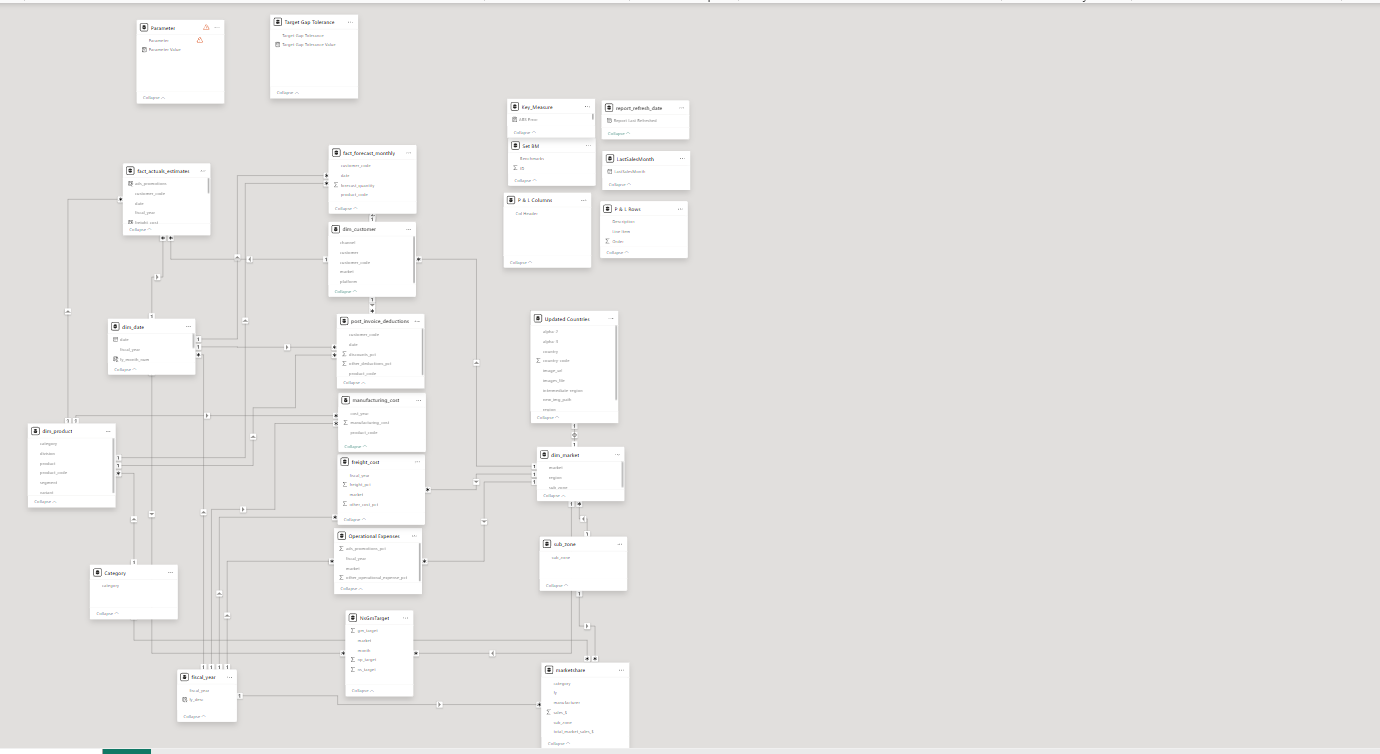 Parameter
Parameter
Parameter Value
Collapse
Target Gap Tolerance
Target Gap Tolerance
Target Gap Tolerance Value
Collapse
Key_Measure
ABS Error
Collapse
report_refresh_date
Report Last Refreshed
Collapse
Set BM
Benchmarks
Collapse
LastSalesMonth
LastSalesMonth
Collapse
P & L Columns
Col Header
Collapse
P & L Rows
Description
Line Item
Order
Collapse
fact_actuals_estimates
ads_promotions
customer_code
date
fiscal_year
freight_cost
Collapse
fact_forecast_monthly
customer_code
date
forecast_quantity
product_code
Collapse
dim_customer
channel
customer
customer_code
market
platform
Collapse
dim_date
date
fiscal_year
fy_month_num
Collapse
post_invoice_deductions
customer_code
date
discounts_pct
other_deductions_pct
product_code
Collapse
Updated Countries
alpha-2
alpha-3
country
country_code
image_url
images_file
intermediate-region
new_img_path
region
Collapse
manufacturing_cost
cost_year
manufacturing_cost
product_code
Collapse
dim_product
category
division
product
product_code
segment
variant
Collapse
freight_cost
fiscal_year
freight_pct
market
other_cost_pct
Collapse
dim_market
market
region
sub_zone
Collapse
Operational Expenses
ads_promotions_pct
fiscal_year
market
other_operational_expense_pct
Collapse
sub_zone
sub_zone
Collapse
Category
category
Collapse
NsGmTarget
gm_target
market
month
np_target
ns_target
Collapse
fiscal_year
fiscal_year
fy_desc
Collapse
marketshare
category
fy
manufacturer
sales_$
sub_zone
total_market_sales_$
Collapse